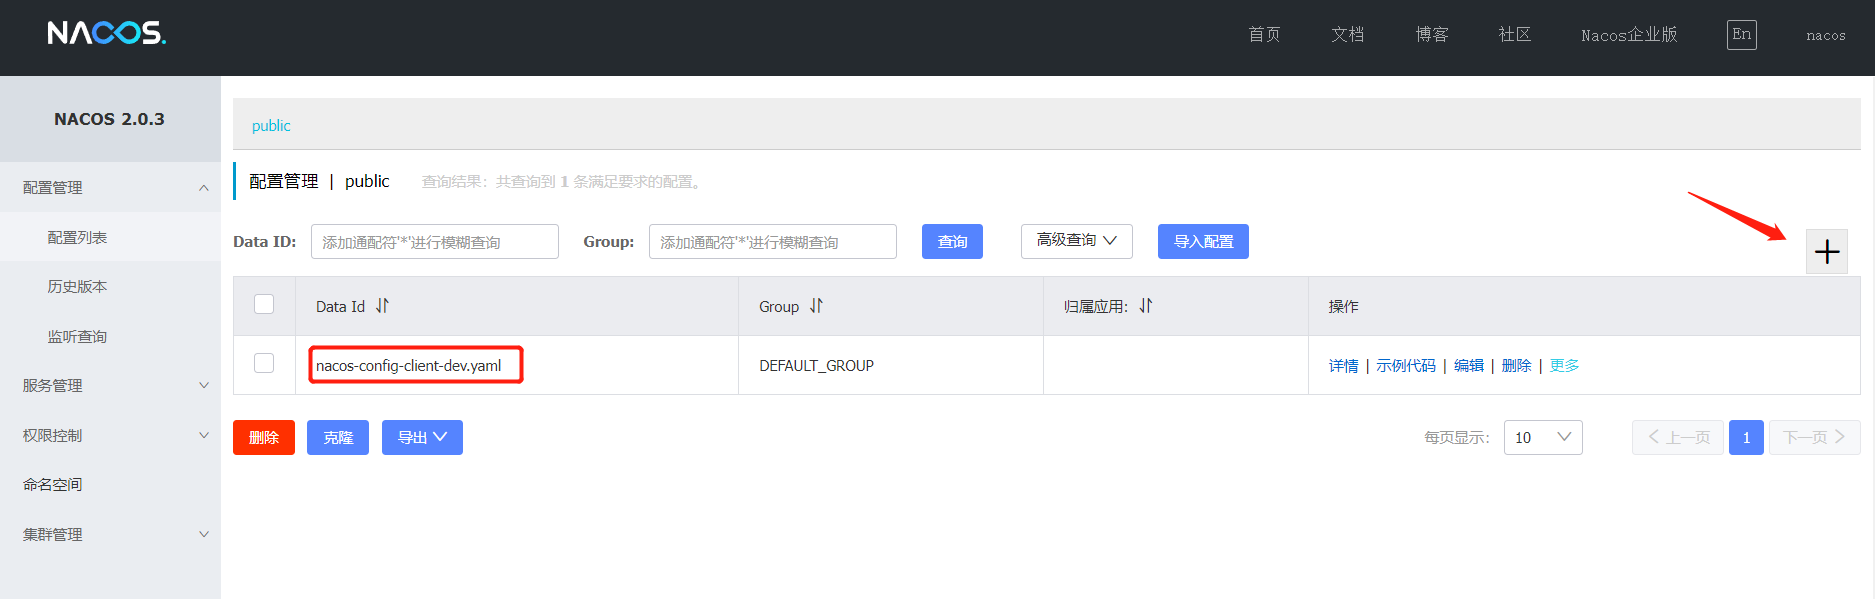 NACOS.
首页 文档 博客 社区 Nacos企业版 En nacos
NACOS 2.0.3
配置管理
配置列表
历史版本
监听查询
服务管理
权限控制
命名空间
集群管理
public
配置管理 | public 查询结果：共查询到 1 条满足要求的配置。
Data ID: 添加通配符'*'进行模糊查询 Group: 添加通配符'*'进行模糊查询 查询 高级查询 导入配置
Data Id Group 归属应用: 操作
nacos-config-client-dev.yaml DEFAULT_GROUP 详情 | 示例代码 | 编辑 | 删除 | 更多
删除 克隆 导出 每页显示: 10 上一页 1 下一页